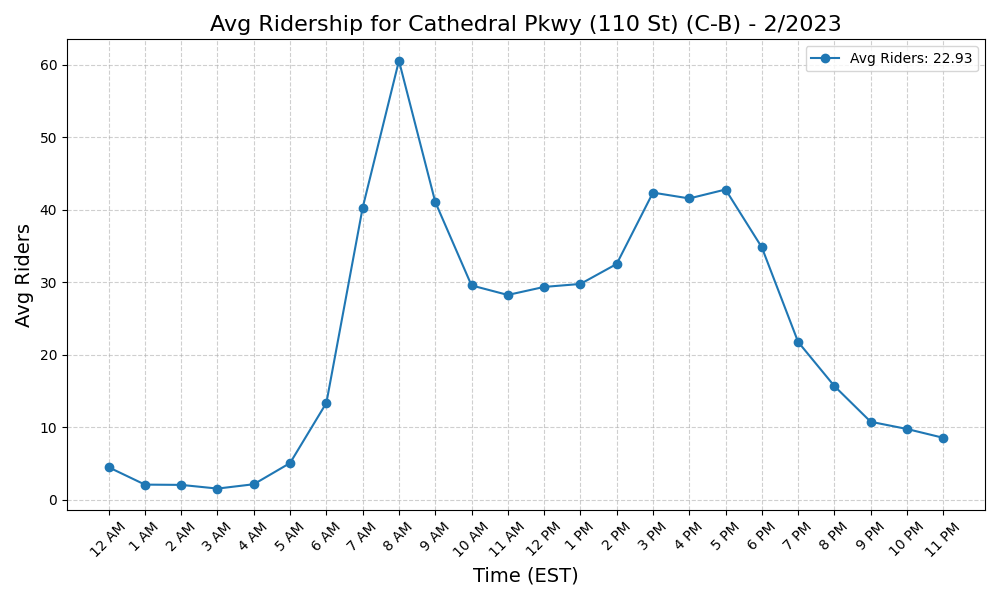 Avg Ridership for Cathedral Pkwy (110 St) (C-B) - 2/2023
Avg Riders: 22.93
Avg Riders
60
50
40
30
20
10
0
12 AM
1 AM
2 AM
3 AM
4 AM
5 AM
6 AM
7 AM
8 AM
9 AM
10 AM
11 AM
12 PM
1 PM
2 PM
3 PM
4 PM
5 PM
6 PM
7 PM
8 PM
9 PM
10 PM
11 PM
Time (EST)